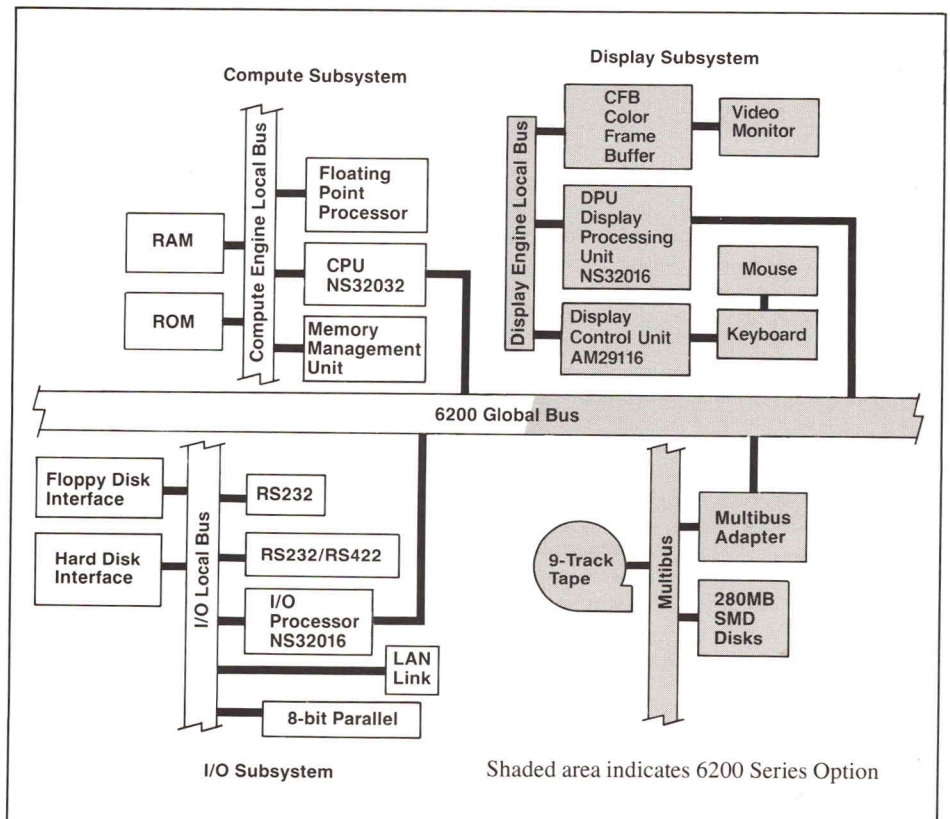 Compute Subsystem
Compute Engine Local Bus
Floating
Point
Processor
RAM
CPU
NS32032
ROM
Memory
Management
Unit
Display Subsystem
Display Engine Local Bus
CFB
Color
Frame
Buffer
Video
Monitor
DPU
Display
Processing
Unit
NS32016
Mouse
Display
Control Unit
AM29116
Keyboard
6200 Global Bus
Floppy Disk
Interface
Hard Disk
Interface
I/O Local Bus
RS232
RS232/RS422
I/O
Processor
NS32016
LAN
Link
8-bit Parallel
I/O Subsystem
9-Track
Tape
Multibus
Multibus
Adapter
280MB
SMD
Disks
Shaded area indicates 6200 Series Option